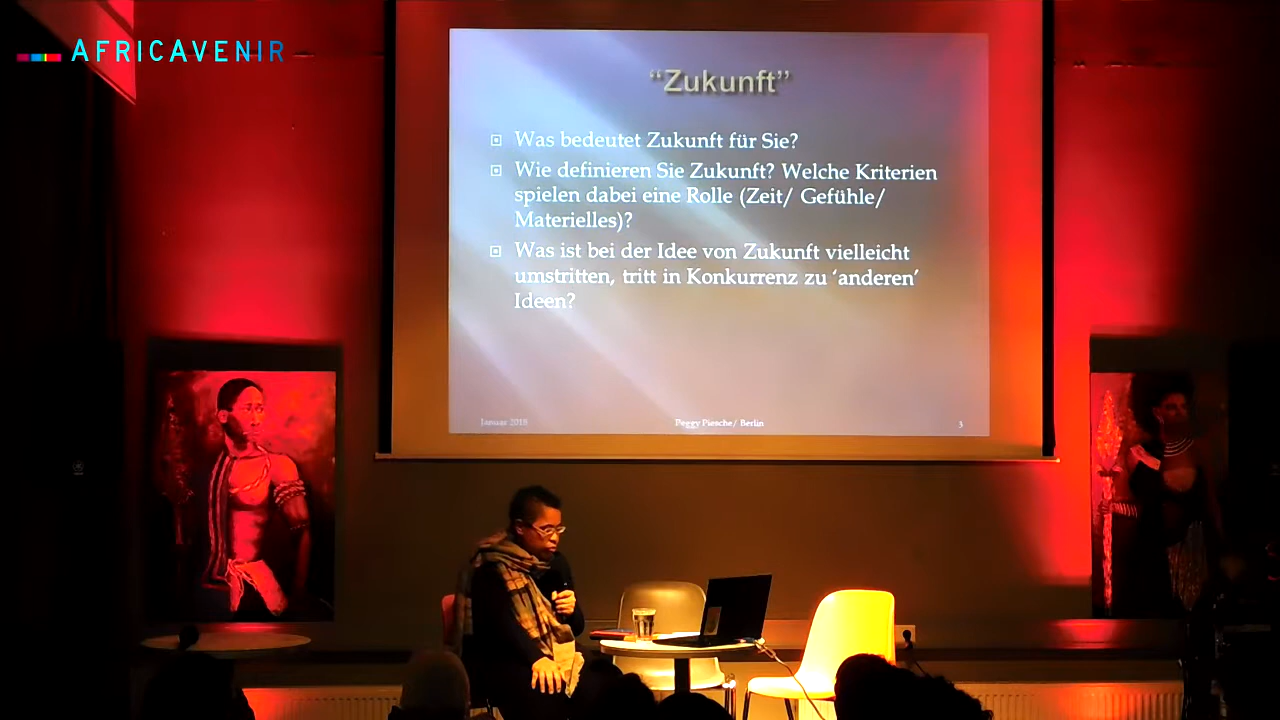 AFRICAVENIR
“Zukunft”
Was bedeutet Zukunft für Sie?
Wie definieren Sie Zukunft? Welche Kriterien
spielen dabei eine Rolle (Zeit/ Gefühle/
Materielles)?
Was ist bei der Idee von Zukunft vielleicht
umstritten, tritt in Konkurrenz zu ‘anderen’
Ideen?
Januar 2018 Peggy Piesche/ Berlin 3